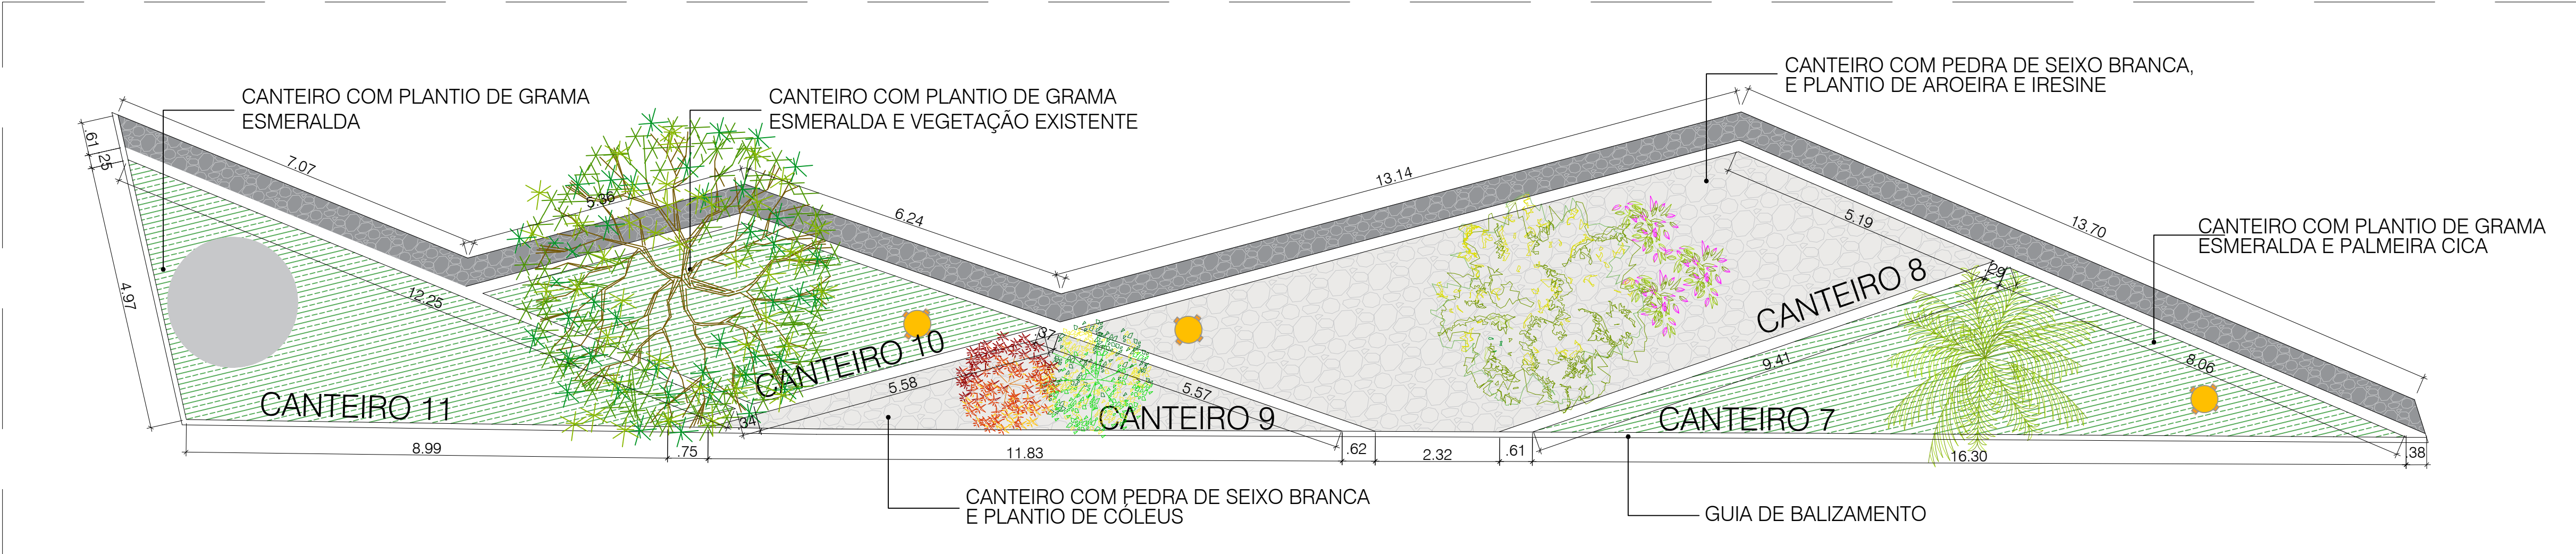 CANTEIRO COM PLANTIO DE GRAMA
ESMERALDA
CANTEIRO COM PLANTIO DE GRAMA
ESMERALDA E VEGETAÇÃO EXISTENTE
CANTEIRO COM PEDRA DE SEIXO BRANCA,
E PLANTIO DE AROEIRA E IRESINE
CANTEIRO COM PLANTIO DE GRAMA
ESMERALDA E PALMEIRA CICA
.61
.25
7.07
5.36
6.24
13.14
13.70
5.19
.29
4.97
12.25
.37
5.58
5.57
9.41
8.06
.34
CANTEIRO 11
CANTEIRO 10
CANTEIRO 9
CANTEIRO 8
CANTEIRO 7
8.99
.75
11.83
.62
2.32
.61
16.30
.38
CANTEIRO COM PEDRA DE SEIXO BRANCA
E PLANTIO DE CÓLEUS
GUIA DE BALIZAMENTO